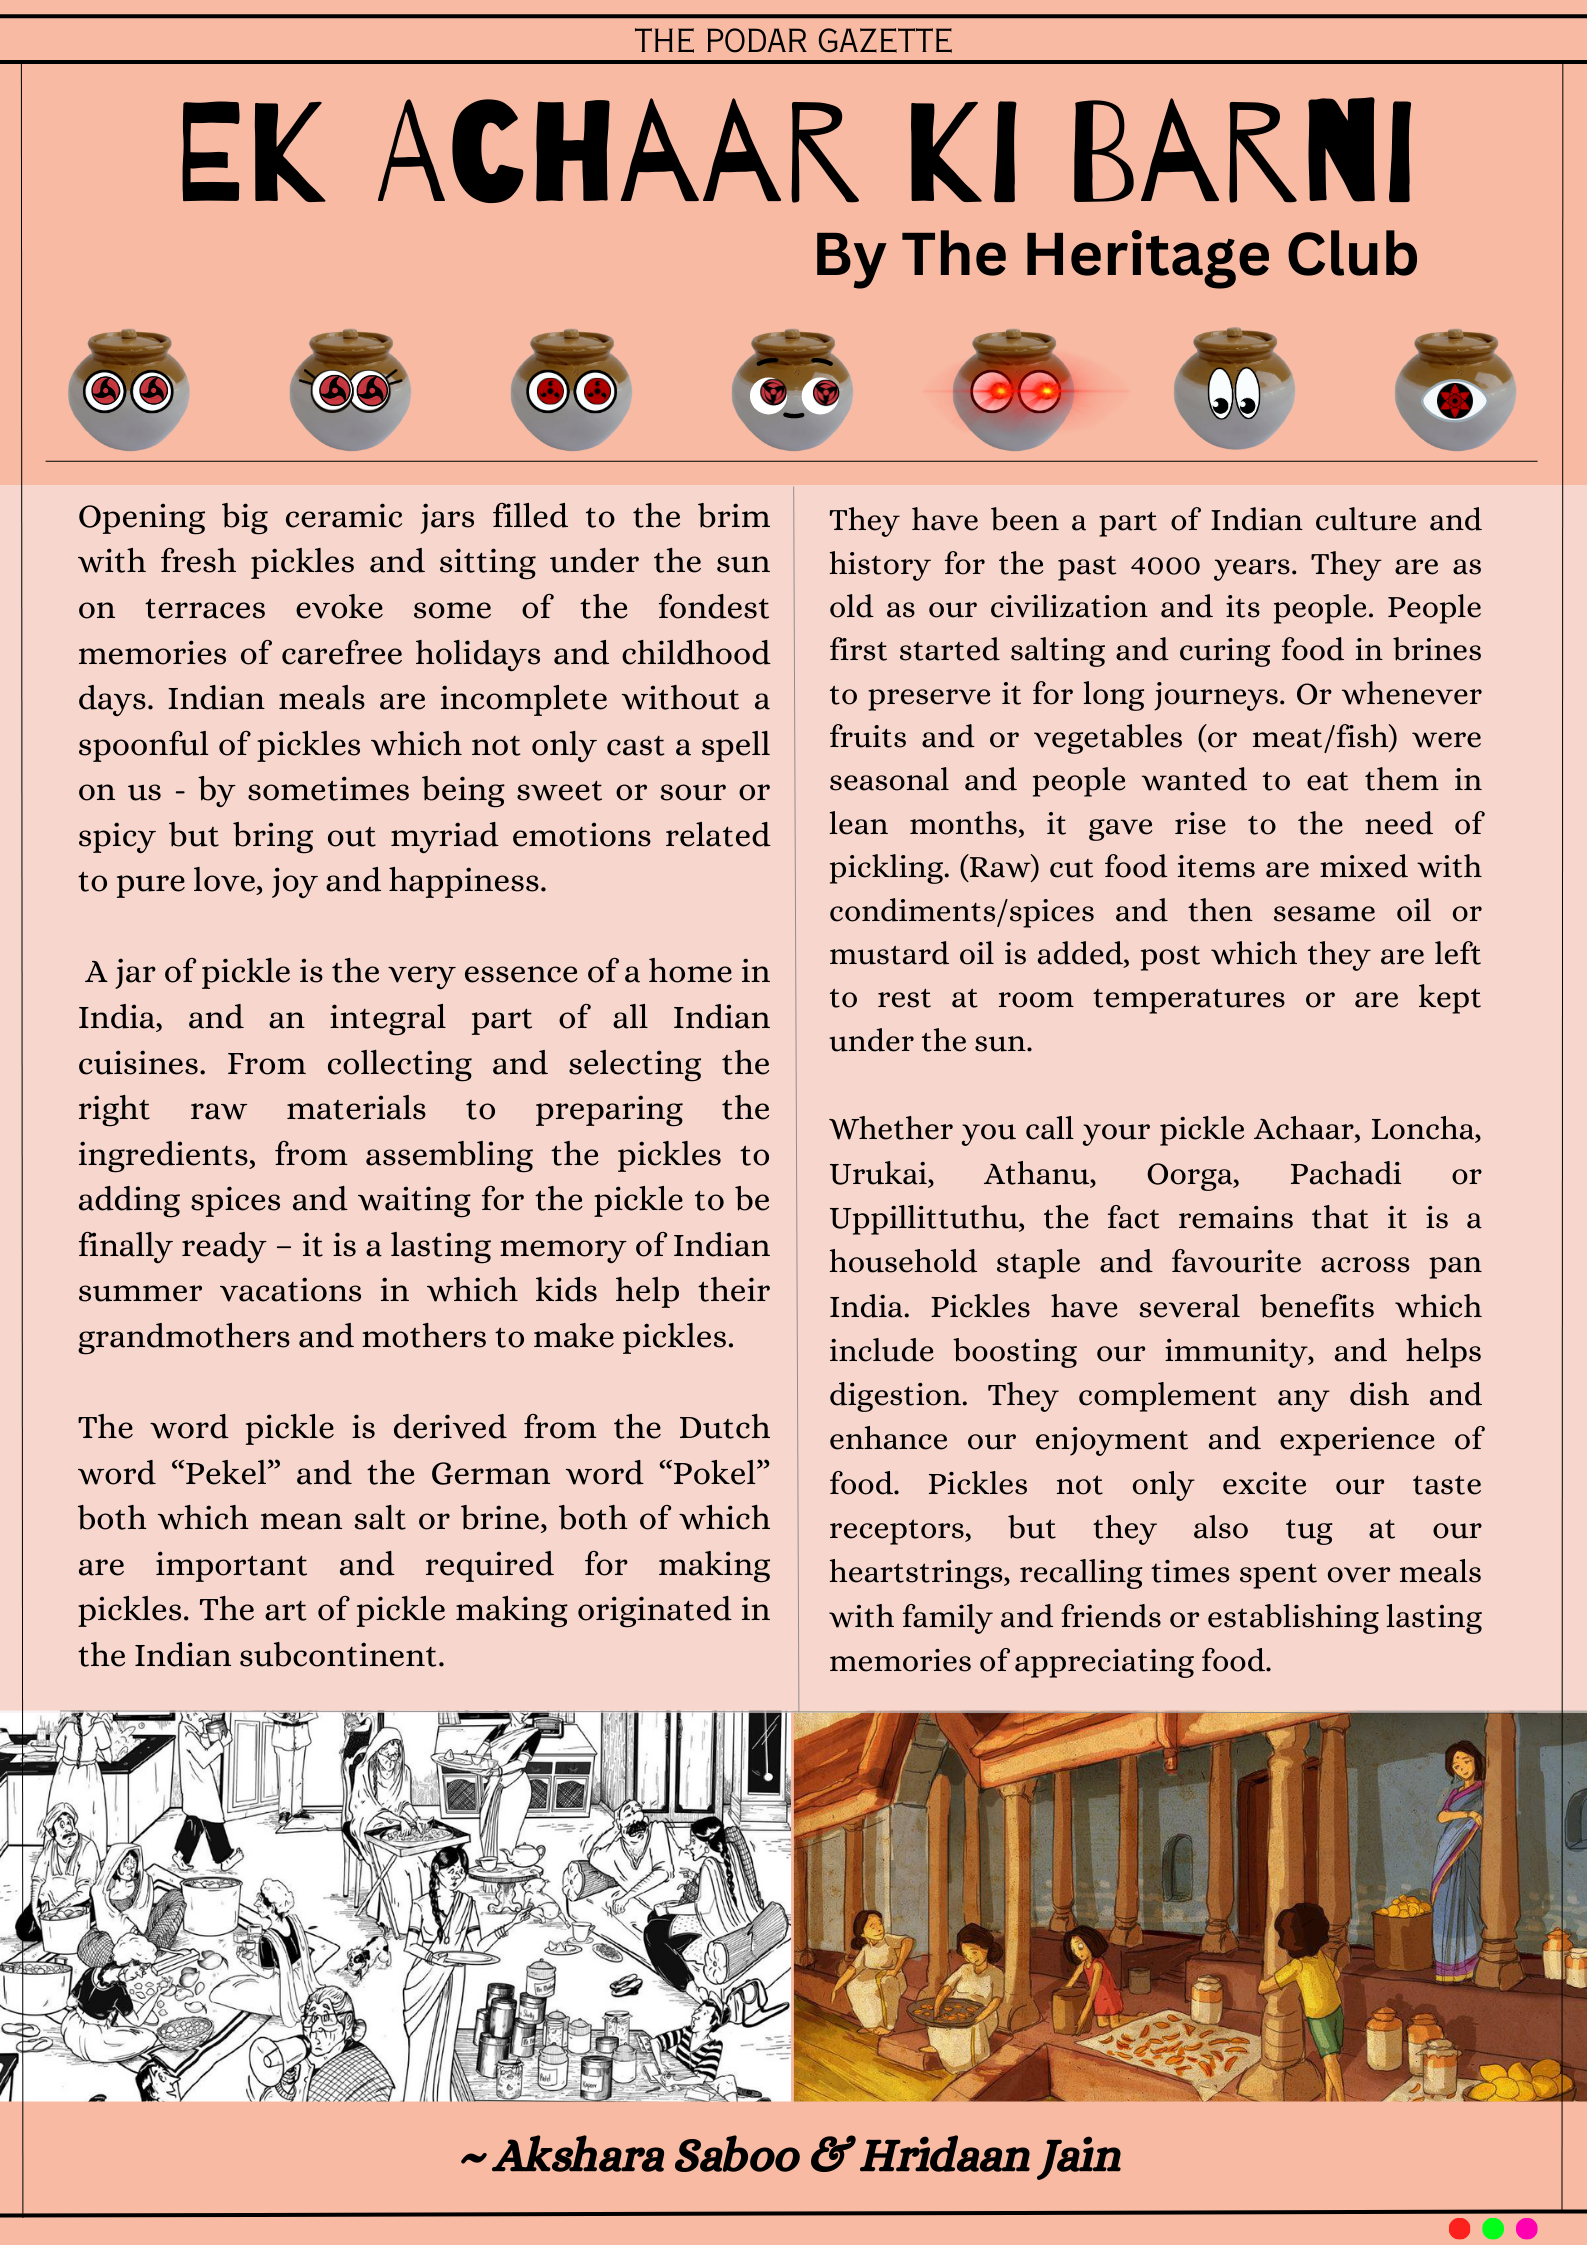 THE PODAR GAZETTE
EK ACHAAR KI BARNI
By The Heritage Club
Opening big ceramic jars filled to the brim
with fresh pickles and sitting under the sun
on terraces evoke some of the fondest
memories of carefree holidays and childhood
days. Indian meals are incomplete without a
spoonful of pickles which not only cast a spell
on us - by sometimes being sweet or sour or
spicy but bring out myriad emotions related
to pure love, joy and happiness.
A jar of pickle is the very essence of a home in
India, and an integral part of all Indian
cuisines. From collecting and selecting the
right raw materials to preparing the
ingredients, from assembling the pickles to
adding spices and waiting for the pickle to be
finally ready – it is a lasting memory of Indian
summer vacations in which kids help their
grandmothers and mothers to make pickles.
The word pickle is derived from the Dutch
word “Pekel” and the German word “Pokel”
both which mean salt or brine, both of which
are important and required for making
pickles. The art of pickle making originated in
the Indian subcontinent.
They have been a part of Indian culture and
history for the past 4000 years. They are as
old as our civilization and its people. People
first started salting and curing food in brines
to preserve it for long journeys. Or whenever
fruits and or vegetables (or meat/fish) were
seasonal and people wanted to eat them in
lean months, it gave rise to the need of
pickling. (Raw) cut food items are mixed with
condiments/spices and then sesame oil or
mustard oil is added, post which they are left
to rest at room temperatures or are kept
under the sun.
Whether you call your pickle Achaar, Loncha,
Urukai, Athanu, Oorga, Pachadi or
Uppillittuthu, the fact remains that it is a
household staple and favourite across pan
India. Pickles have several benefits which
include boosting our immunity, and helps
digestion. They complement any dish and
enhance our enjoyment and experience of
food. Pickles not only excite our taste
receptors, but they also tug at our
heartstrings, recalling times spent over meals
with family and friends or establishing lasting
memories of appreciating food.
Patel
Kapoor
~ Akshara Saboo & Hridaan Jain